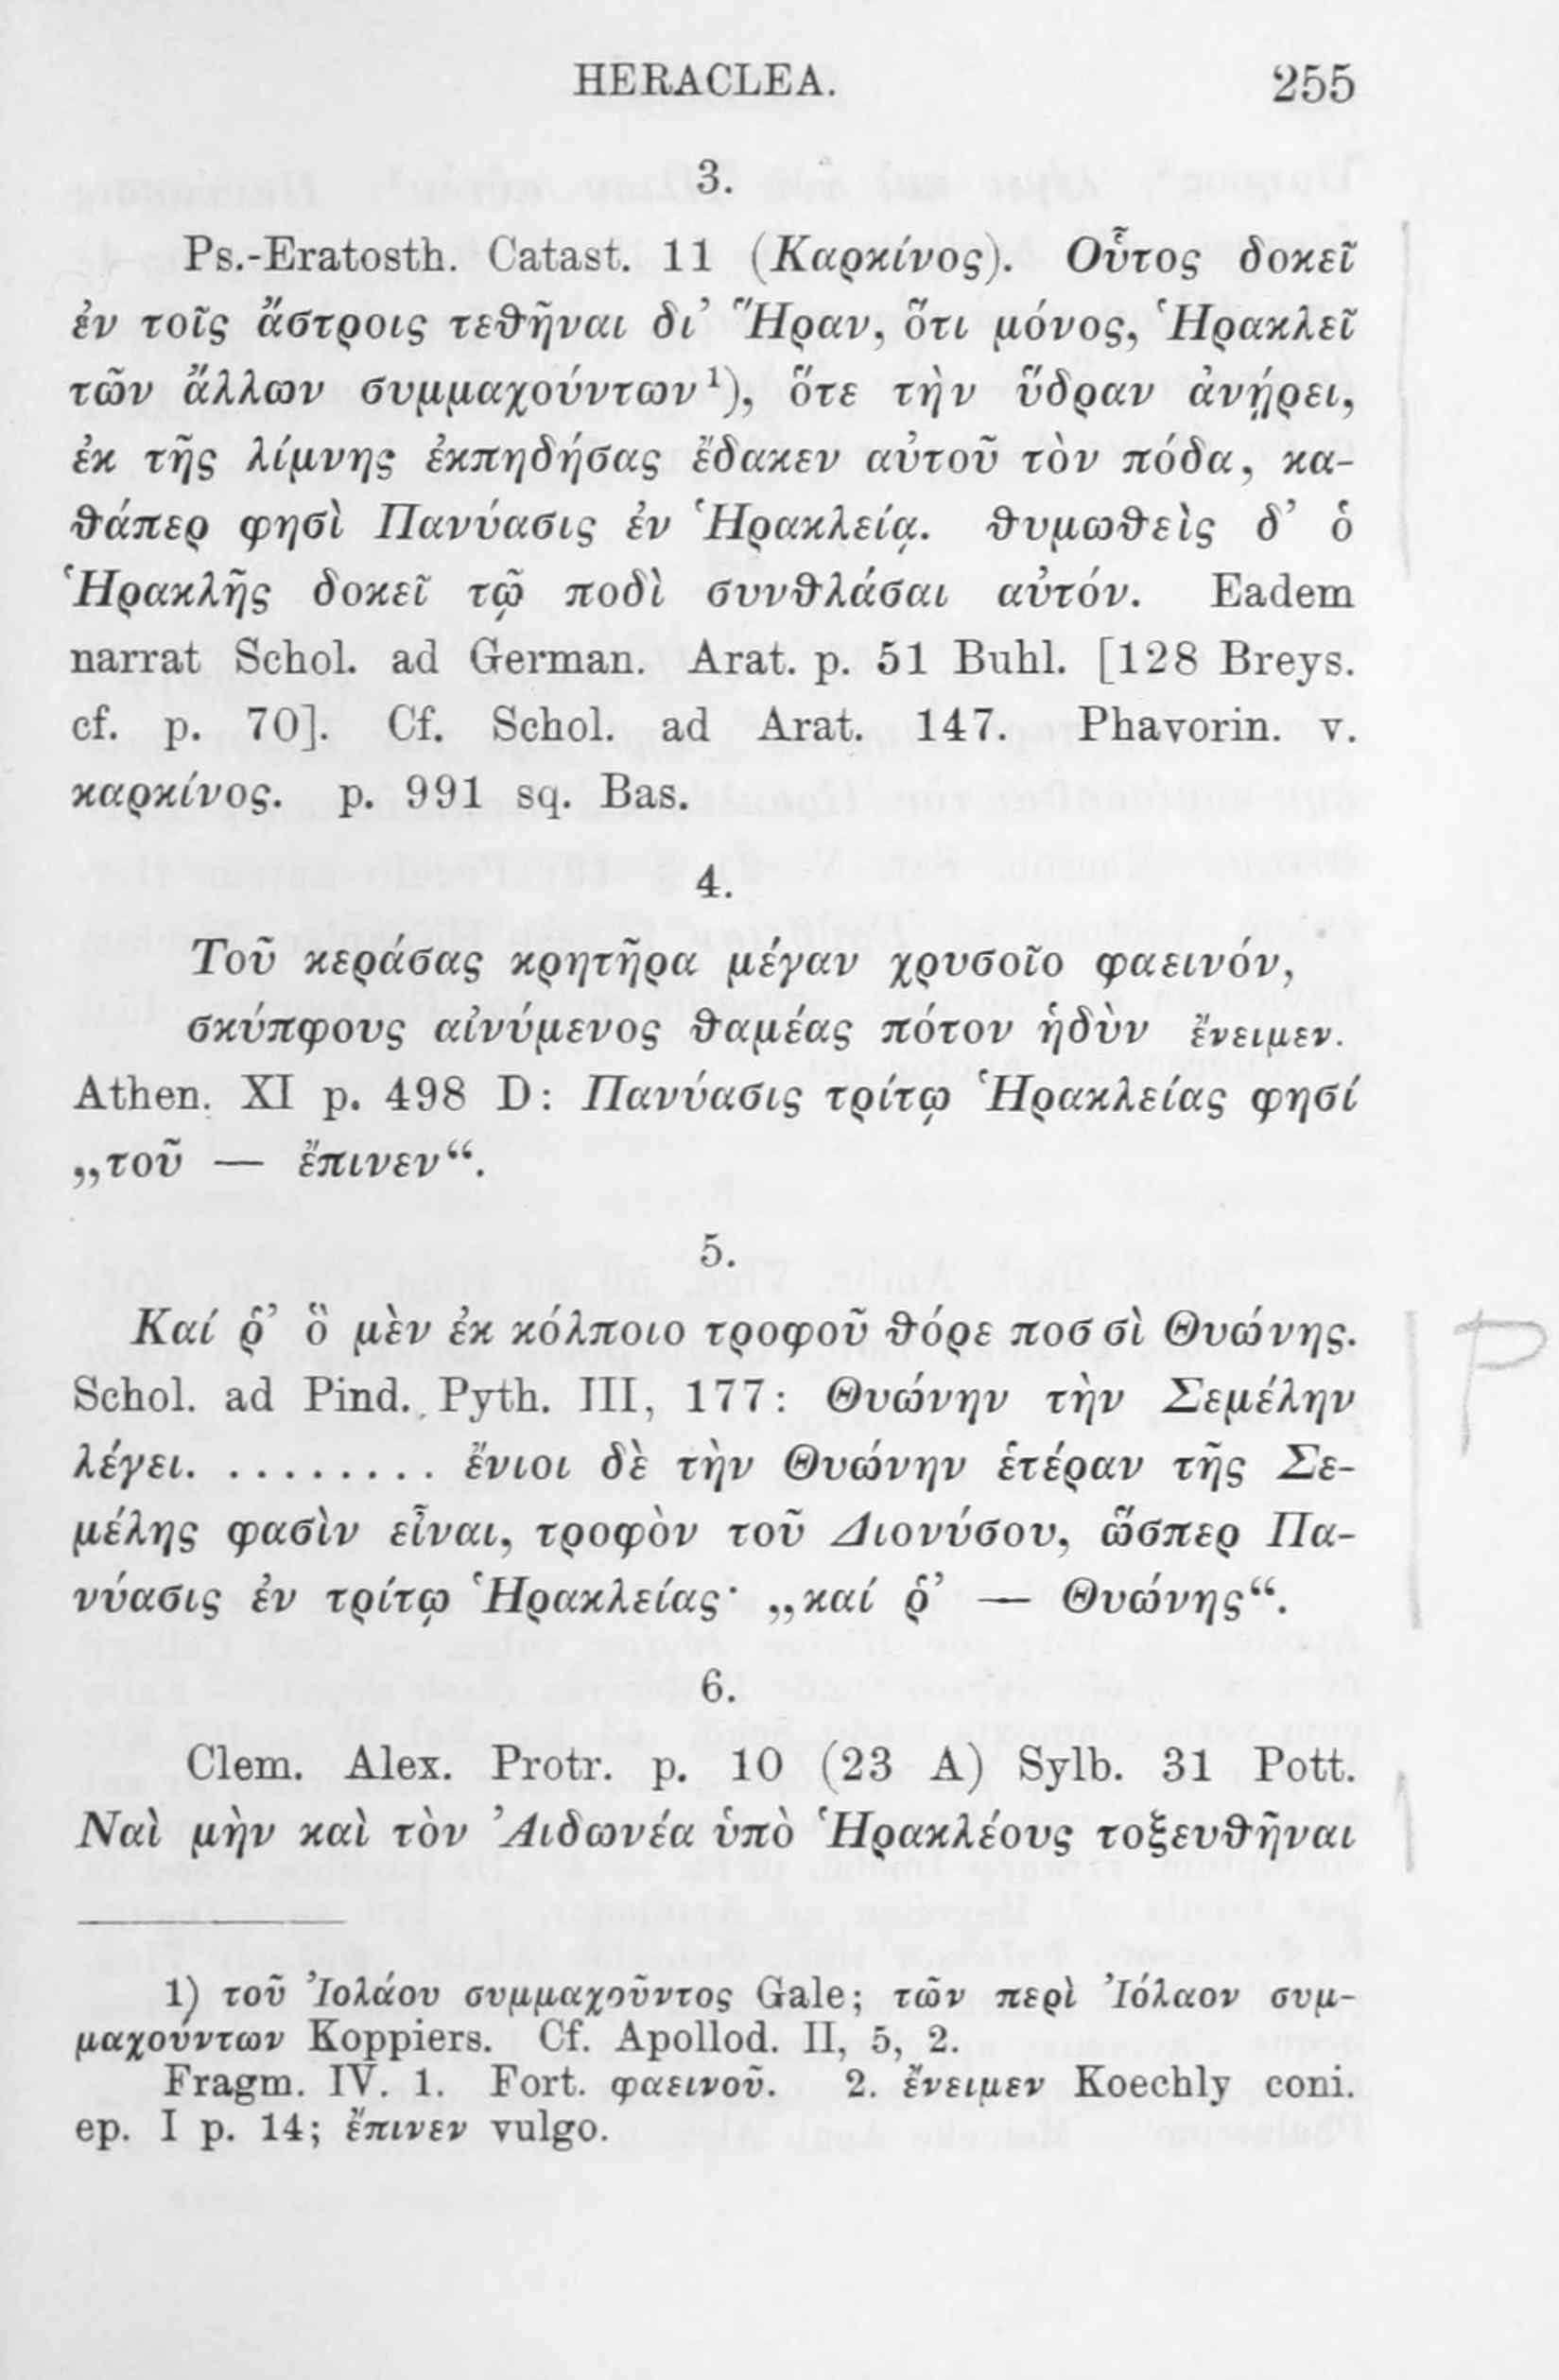 HERACLEA. 255
3.
Ps.-Eratosth. Catast. 11 (Καρκίνος). Οὗτος δοκεῖ
ἐν τοῖς ἄστροις τεθῆναι δι’ Ἥραν, ὅτι μόνος, Ἡρακλεῖ
τῶν ἄλλων συμμαχούντων¹), ὅτε τὴν ὕδραν ἀνῄρει,
ἐκ τῆς λίμνης ἐκπηδήσας ἔδακεν αὐτοῦ τὸν πόδα, κα-
θάπερ φησὶ Πανύασις ἐν Ἡρακλείᾳ. θυμωθεὶς δ’ ὁ
Ἡρακλῆς δοκεῖ τῷ ποδὶ συνθλάσαι αὐτόν. Eadem
narrat Schol. ad German. Arat. p. 51 Buhl. [128 Breys.
cf. p. 70]. Cf. Schol. ad Arat. 147. Phavorin. v.
καρκίνος. p. 991 sq. Bas.
4.
Τοῦ κεράσας κρητῆρα μέγαν χρυσοῖο φαεινόν,
σκύπφους αἰνύμενος θαμέας πότον ἡδὺν ἔνειμεν.
Athen. XI p. 498 D: Πανύασις τρίτῳ Ἡρακλείας φησί
„τοῦ — ἔπινεν“.
5.
Καί ῥ’ ὃ μὲν ἐκ κόλποιο τροφοῦ θόρε ποσσὶ Θυώνης.
Schol. ad Pind. Pyth. III, 177: Θυώνην τὴν Σεμέλην
λέγει. ........ ἔνιοι δὲ τὴν Θυώνην ἑτέραν τῆς Σε-
μέλης φασὶν εἶναι, τροφὸν τοῦ Διονύσου, ὥσπερ Πα-
νύασις ἐν τρίτῳ Ἡρακλείας· „καί ῥ’ — Θυώνης“.
P
6.
Clem. Alex. Protr. p. 10 (23 A) Sylb. 31 Pott.
Ναὶ μὴν καὶ τὸν Ἀιδωνέα ὑπὸ Ἡρακλέους τοξευθῆναι
1) τοῦ Ἰολάου συμμαχοῦντος Gale; τῶν περὶ Ἰόλαον συμ-
μαχούντων Koppiers. Cf. Apollod. II, 5, 2.
Fragm. IV. 1. Fort. φαεινοῦ. 2. ἔνειμεν Koechly coni.
ep. I p. 14; ἔπινεν vulgo.